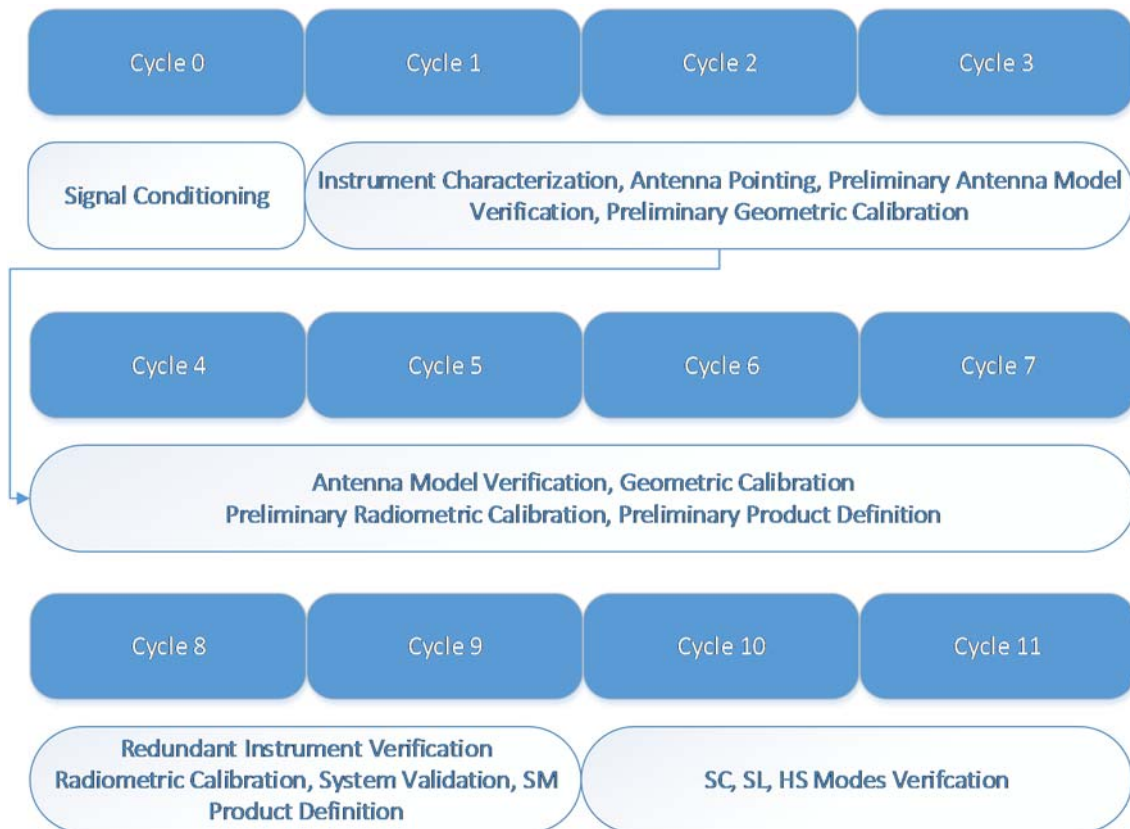 Cycle 0
Cycle 1
Cycle 2
Cycle 3
Signal Conditioning
Instrument Characterization, Antenna Pointing, Preliminary Antenna Model
Verification, Preliminary Geometric Calibration
Cycle 4
Cycle 5
Cycle 6
Cycle 7
Antenna Model Verification, Geometric Calibration
Preliminary Radiometric Calibration, Preliminary Product Definition
Cycle 8
Cycle 9
Cycle 10
Cycle 11
Redundant Instrument Verification
Radiometric Calibration, System Validation, SM
Product Definition
SC, SL, HS Modes Verifcation